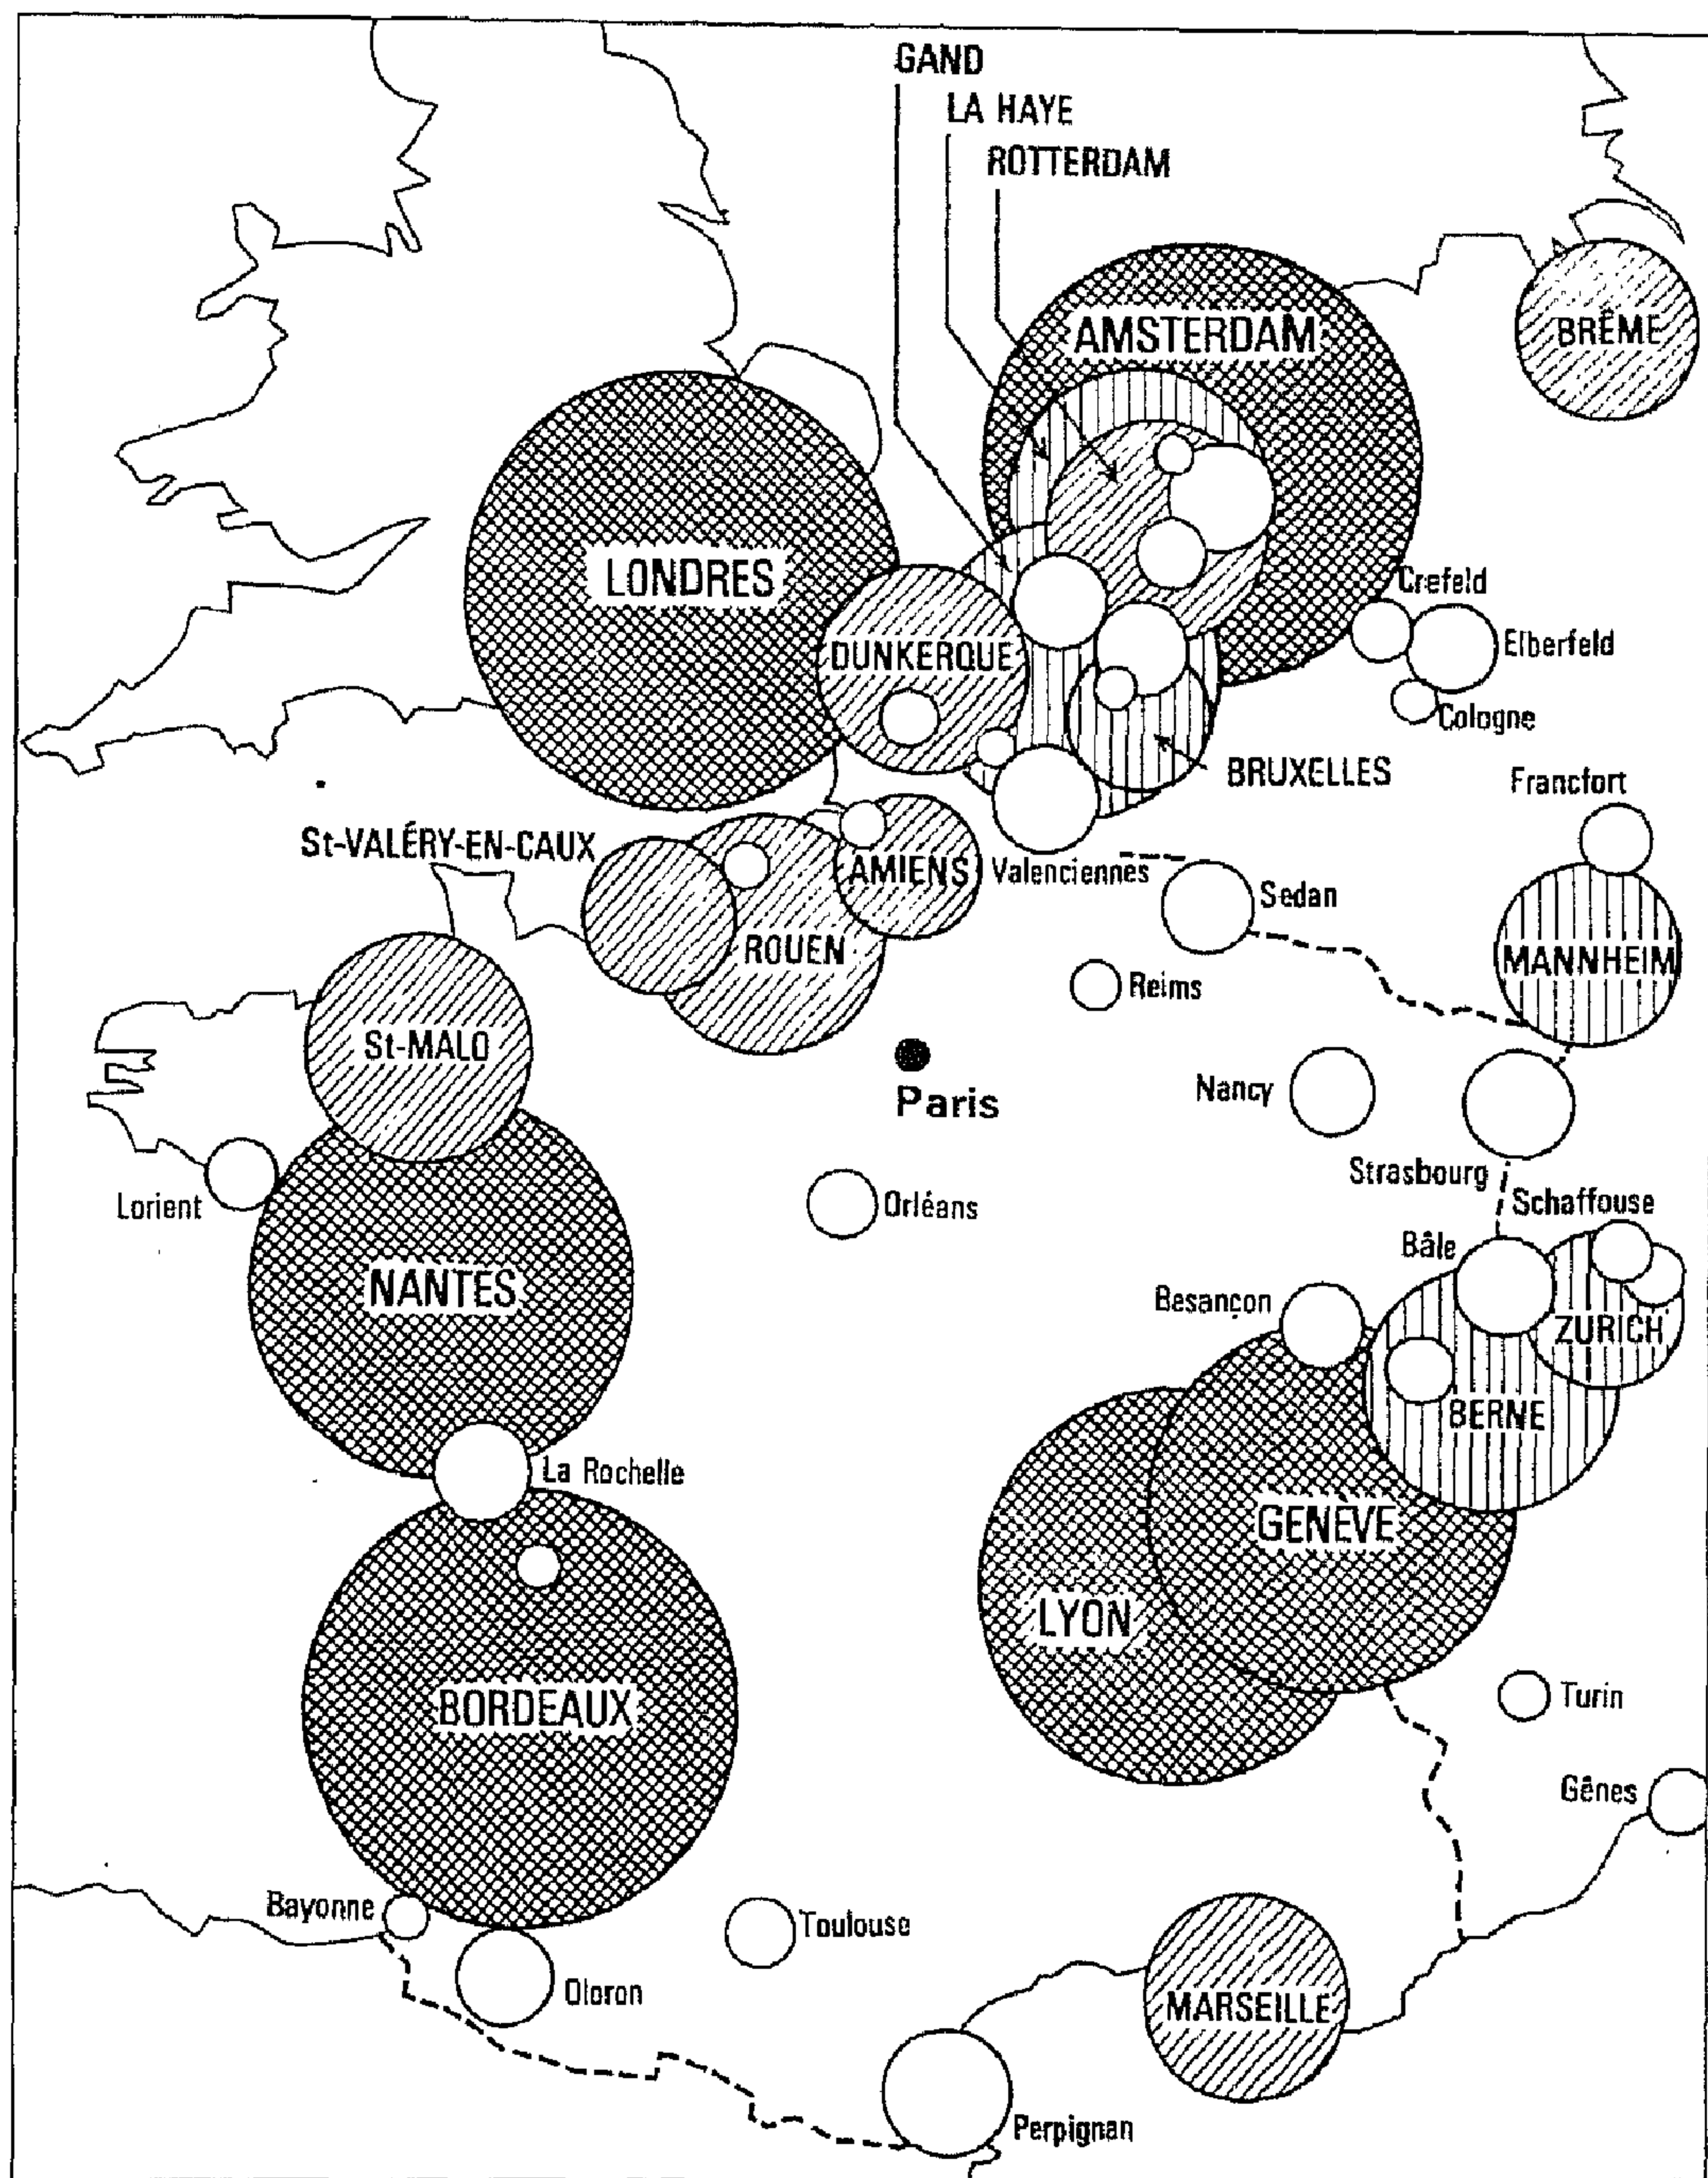 GAND
LA HAYE
ROTTERDAM
AMSTERDAM
BRÊME
LONDRES
Crefeld
DUNKERQUE
Elberfeld
Cologne
BRUXELLES
Francfort
St-VALÉRY-EN-CAUX
AMIENS
Valenciennes
Sedan
ROUEN
MANNHEIM
Reims
St-MALO
Paris
Nancy
Strasbourg
Lorient
Orléans
Schaffouse
Bâle
NANTES
Besançon
ZURICH
BERNE
La Rochelle
GENÈVE
LYON
BORDEAUX
Turin
Gênes
Bayonne
Toulouse
Oloron
MARSEILLE
Perpignan